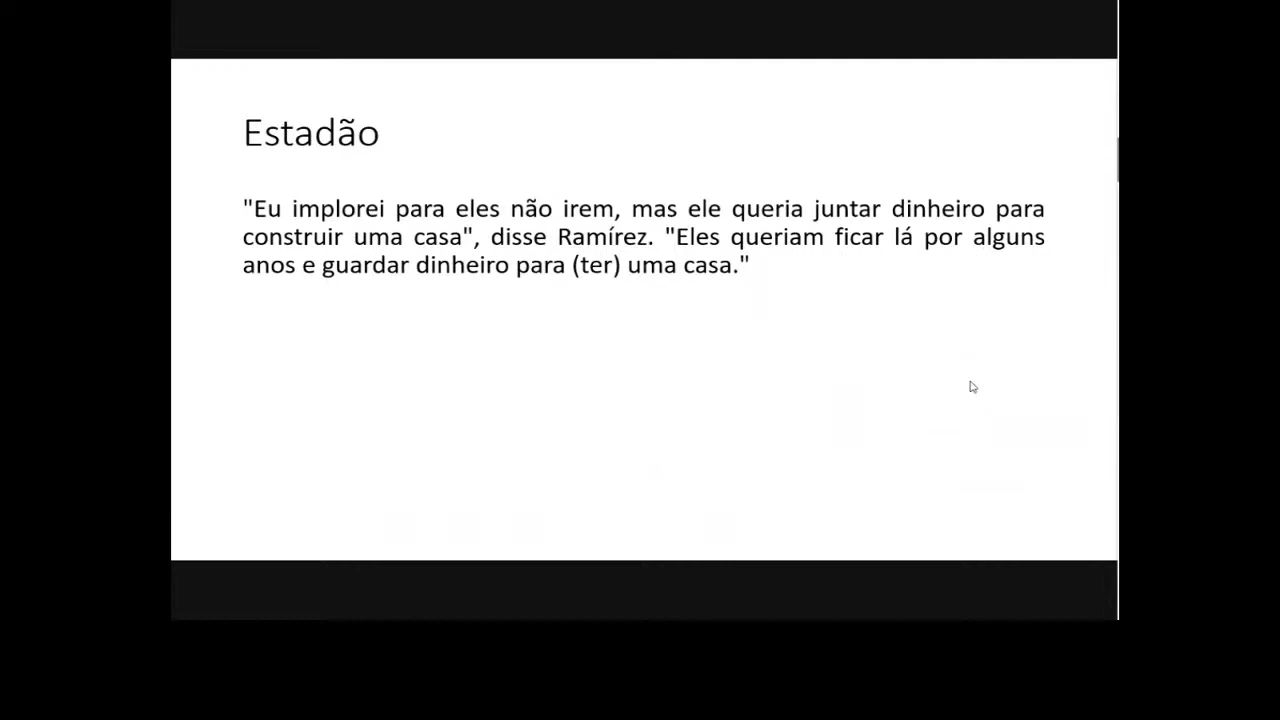 Estadão
"Eu implorei para eles não irem, mas ele queria juntar dinheiro para
construir uma casa", disse Ramírez. "Eles queriam ficar lá por alguns
anos e guardar dinheiro para (ter) uma casa."